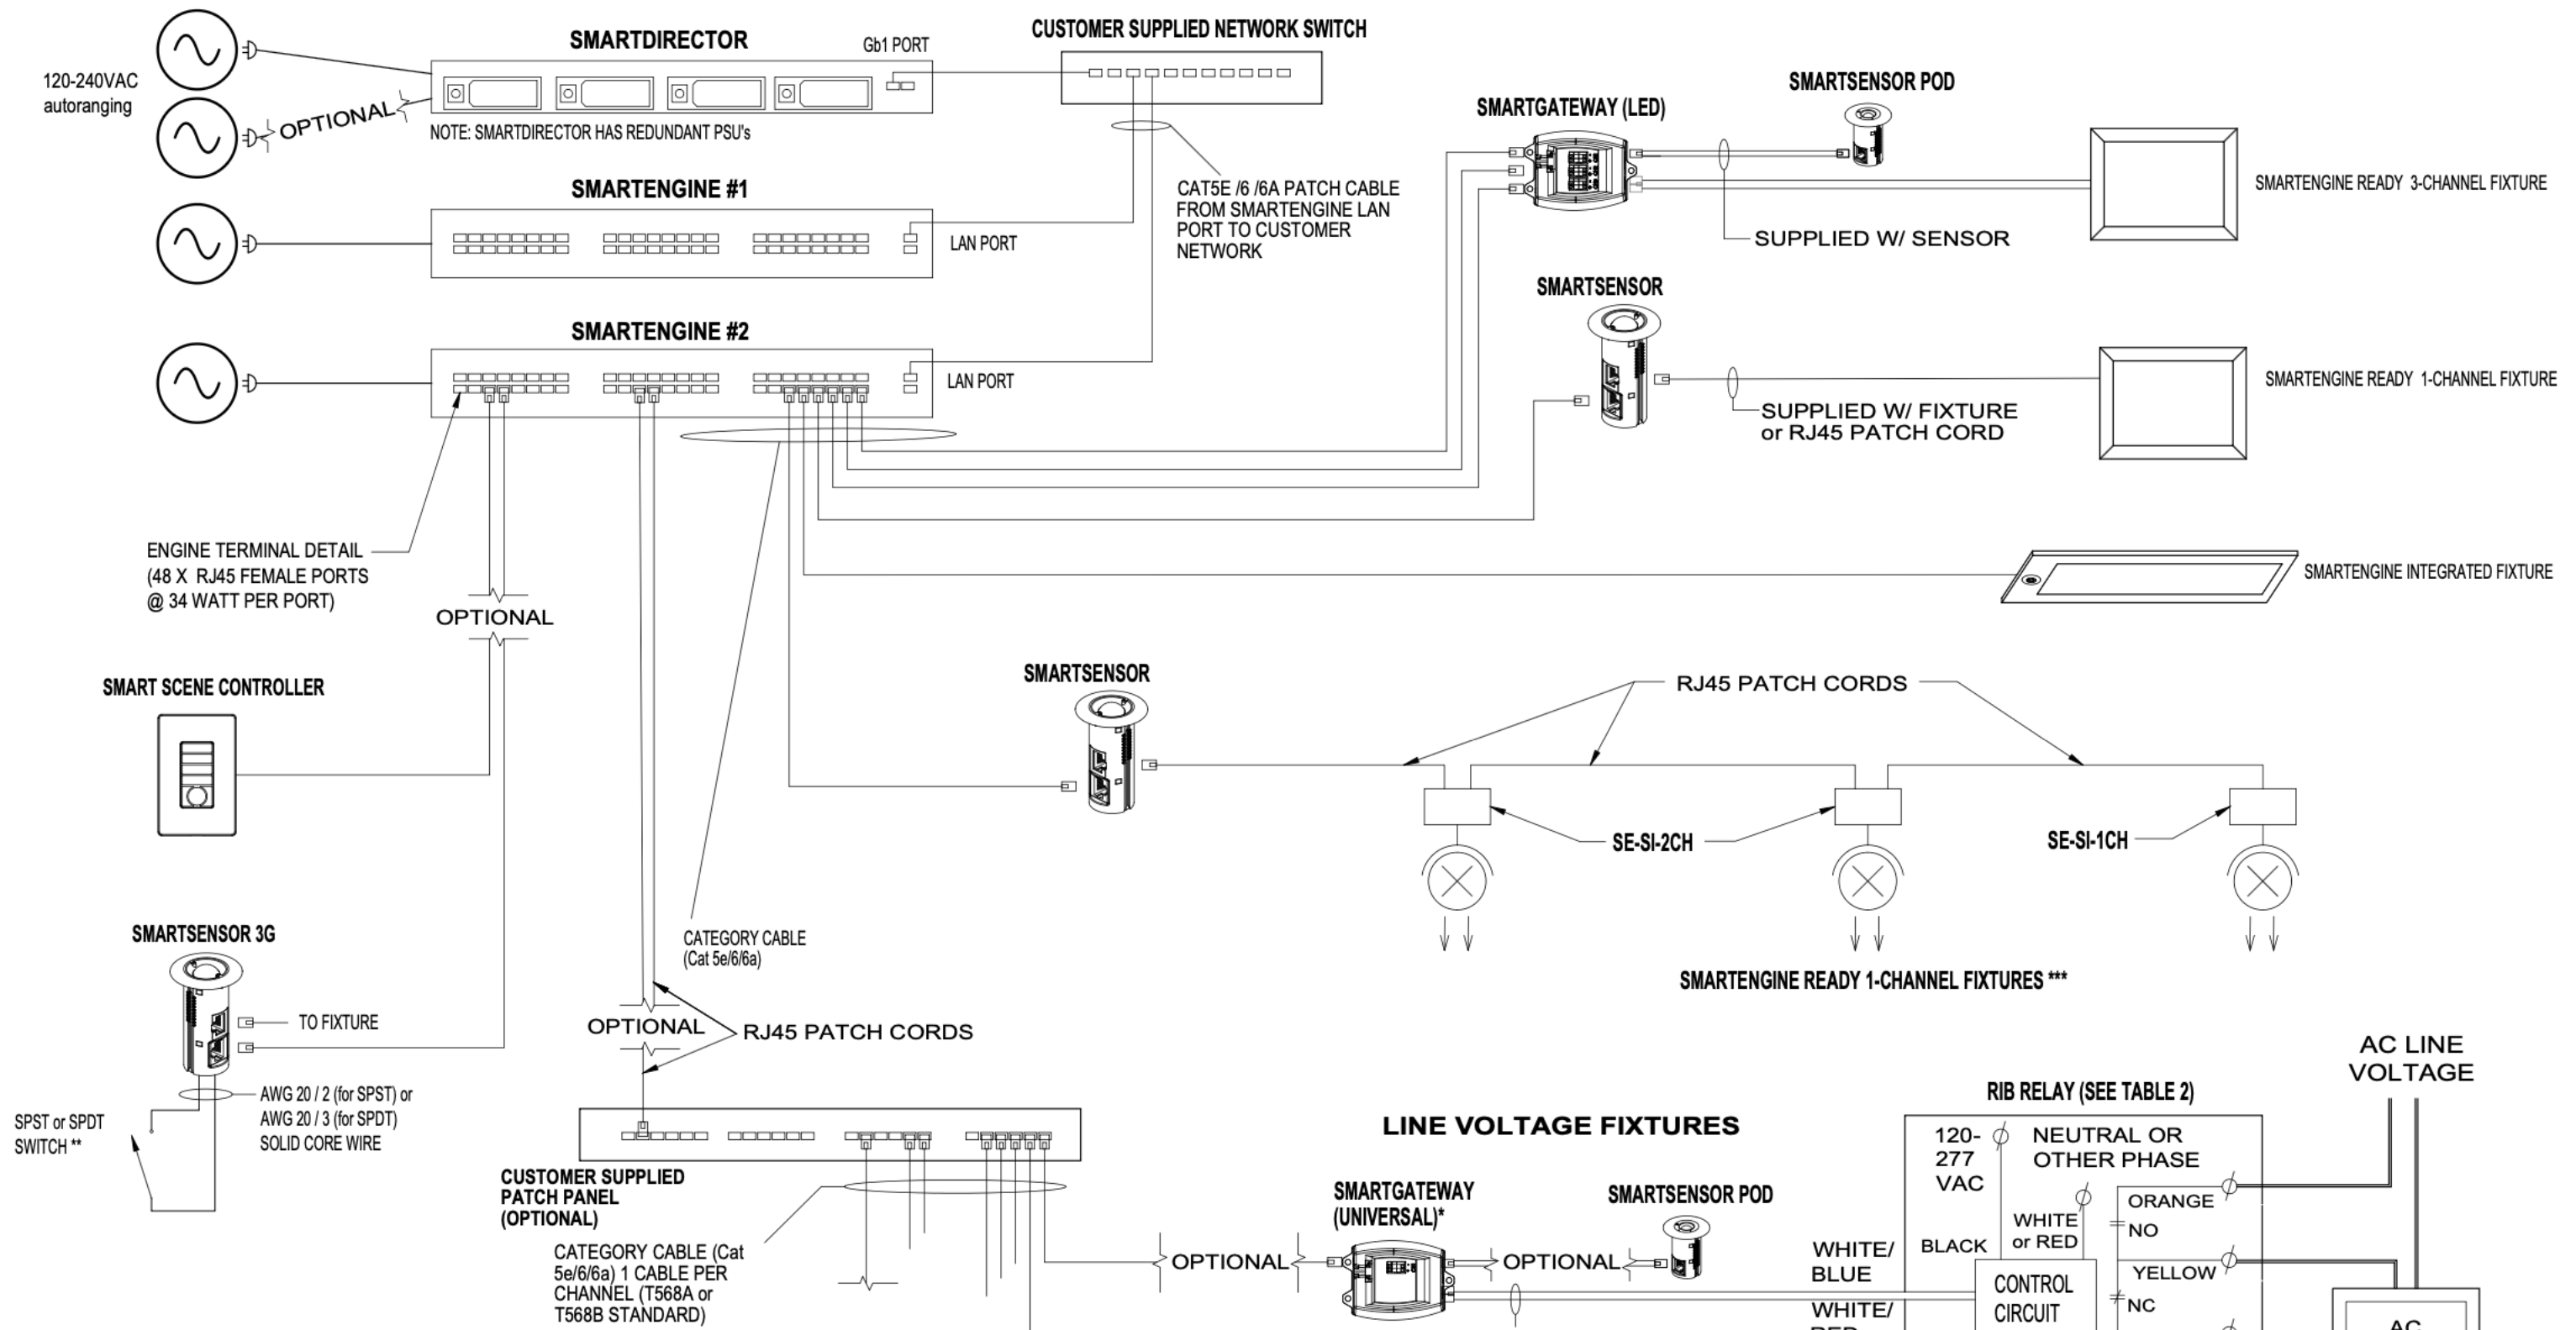 SMARTDIRECTOR
Gb1 PORT
CUSTOMER SUPPLIED NETWORK SWITCH
120-240VAC
autoranging
OPTIONAL
NOTE: SMARTDIRECTOR HAS REDUNDANT PSU's
SMARTENGINE #1
LAN PORT
CAT5E /6 /6A PATCH CABLE
FROM SMARTENGINE LAN
PORT TO CUSTOMER
NETWORK
SMARTGATEWAY (LED)
SMARTSENSOR POD
SMARTENGINE READY 3-CHANNEL FIXTURE
SUPPLIED W/ SENSOR
SMARTENGINE #2
LAN PORT
SMARTSENSOR
SMARTENGINE READY 1-CHANNEL FIXTURE
SUPPLIED W/ FIXTURE
or RJ45 PATCH CORD
ENGINE TERMINAL DETAIL
(48 X RJ45 FEMALE PORTS
@ 34 WATT PER PORT)
OPTIONAL
SMARTENGINE INTEGRATED FIXTURE
SMART SCENE CONTROLLER
SMARTSENSOR
RJ45 PATCH CORDS
SE-SI-2CH
SE-SI-1CH
SMARTENGINE READY 1-CHANNEL FIXTURES ***
CATEGORY CABLE
(Cat 5e/6/6a)
SMARTSENSOR 3G
TO FIXTURE
AWG 20 / 2 (for SPST) or
AWG 20 / 3 (for SPDT)
SOLID CORE WIRE
SPST or SPDT
SWITCH **
OPTIONAL
RJ45 PATCH CORDS
CUSTOMER SUPPLIED
PATCH PANEL
(OPTIONAL)
CATEGORY CABLE (Cat
5e/6/6a) 1 CABLE PER
CHANNEL (T568A or
T568B STANDARD)
LINE VOLTAGE FIXTURES
SMARTGATEWAY
(UNIVERSAL)*
SMARTSENSOR POD
OPTIONAL
OPTIONAL
AC LINE
VOLTAGE
RIB RELAY (SEE TABLE 2)
120-
277
VAC
NEUTRAL OR
OTHER PHASE
ORANGE
WHITE
or RED
NO
BLACK
WHITE/
BLUE
YELLOW
CONTROL
CIRCUIT
NC
WHITE/
RED
AC